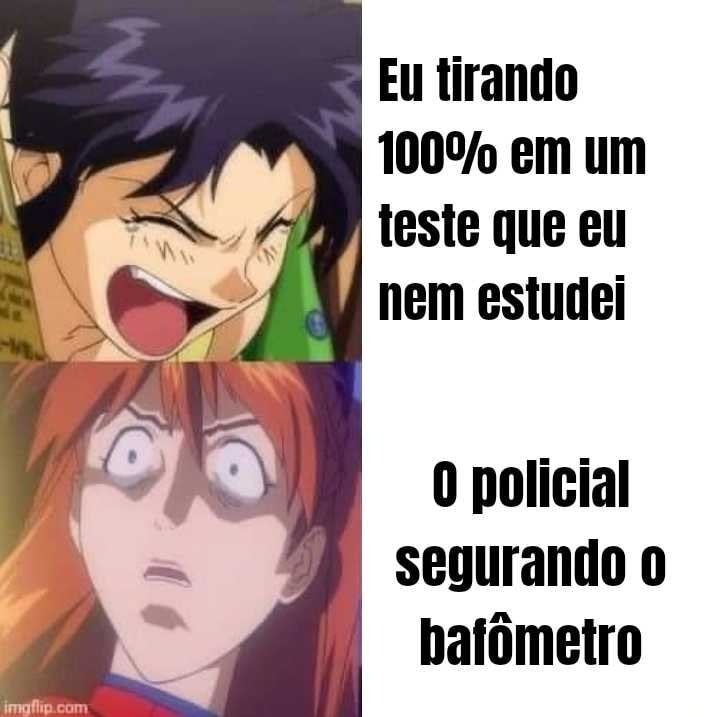 Eu tirando
100% em um
teste que eu
nem estudei
O policial
segurando o
bafômetro
imgflip.com